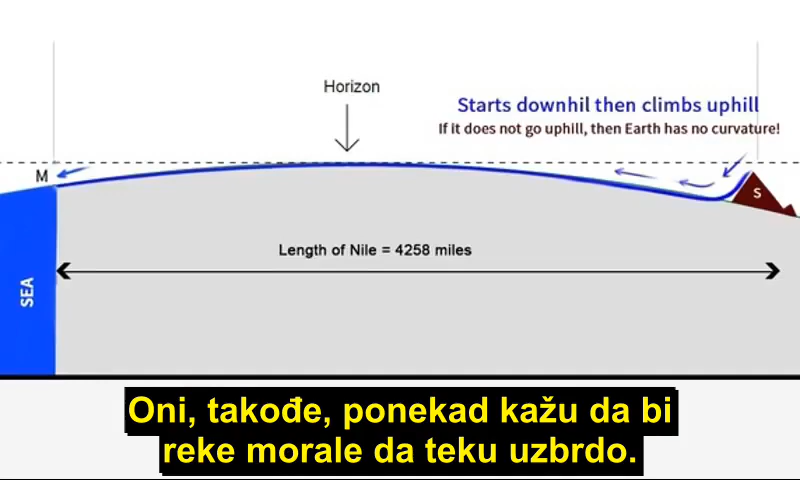 Horizon
Starts downhil then climbs uphill
If it does not go uphill, then Earth has no curvature!
M
S
Length of Nile = 4258 miles
SEA
Oni, takođe, ponekad kažu da bi
reke morale da teku uzbrdo.